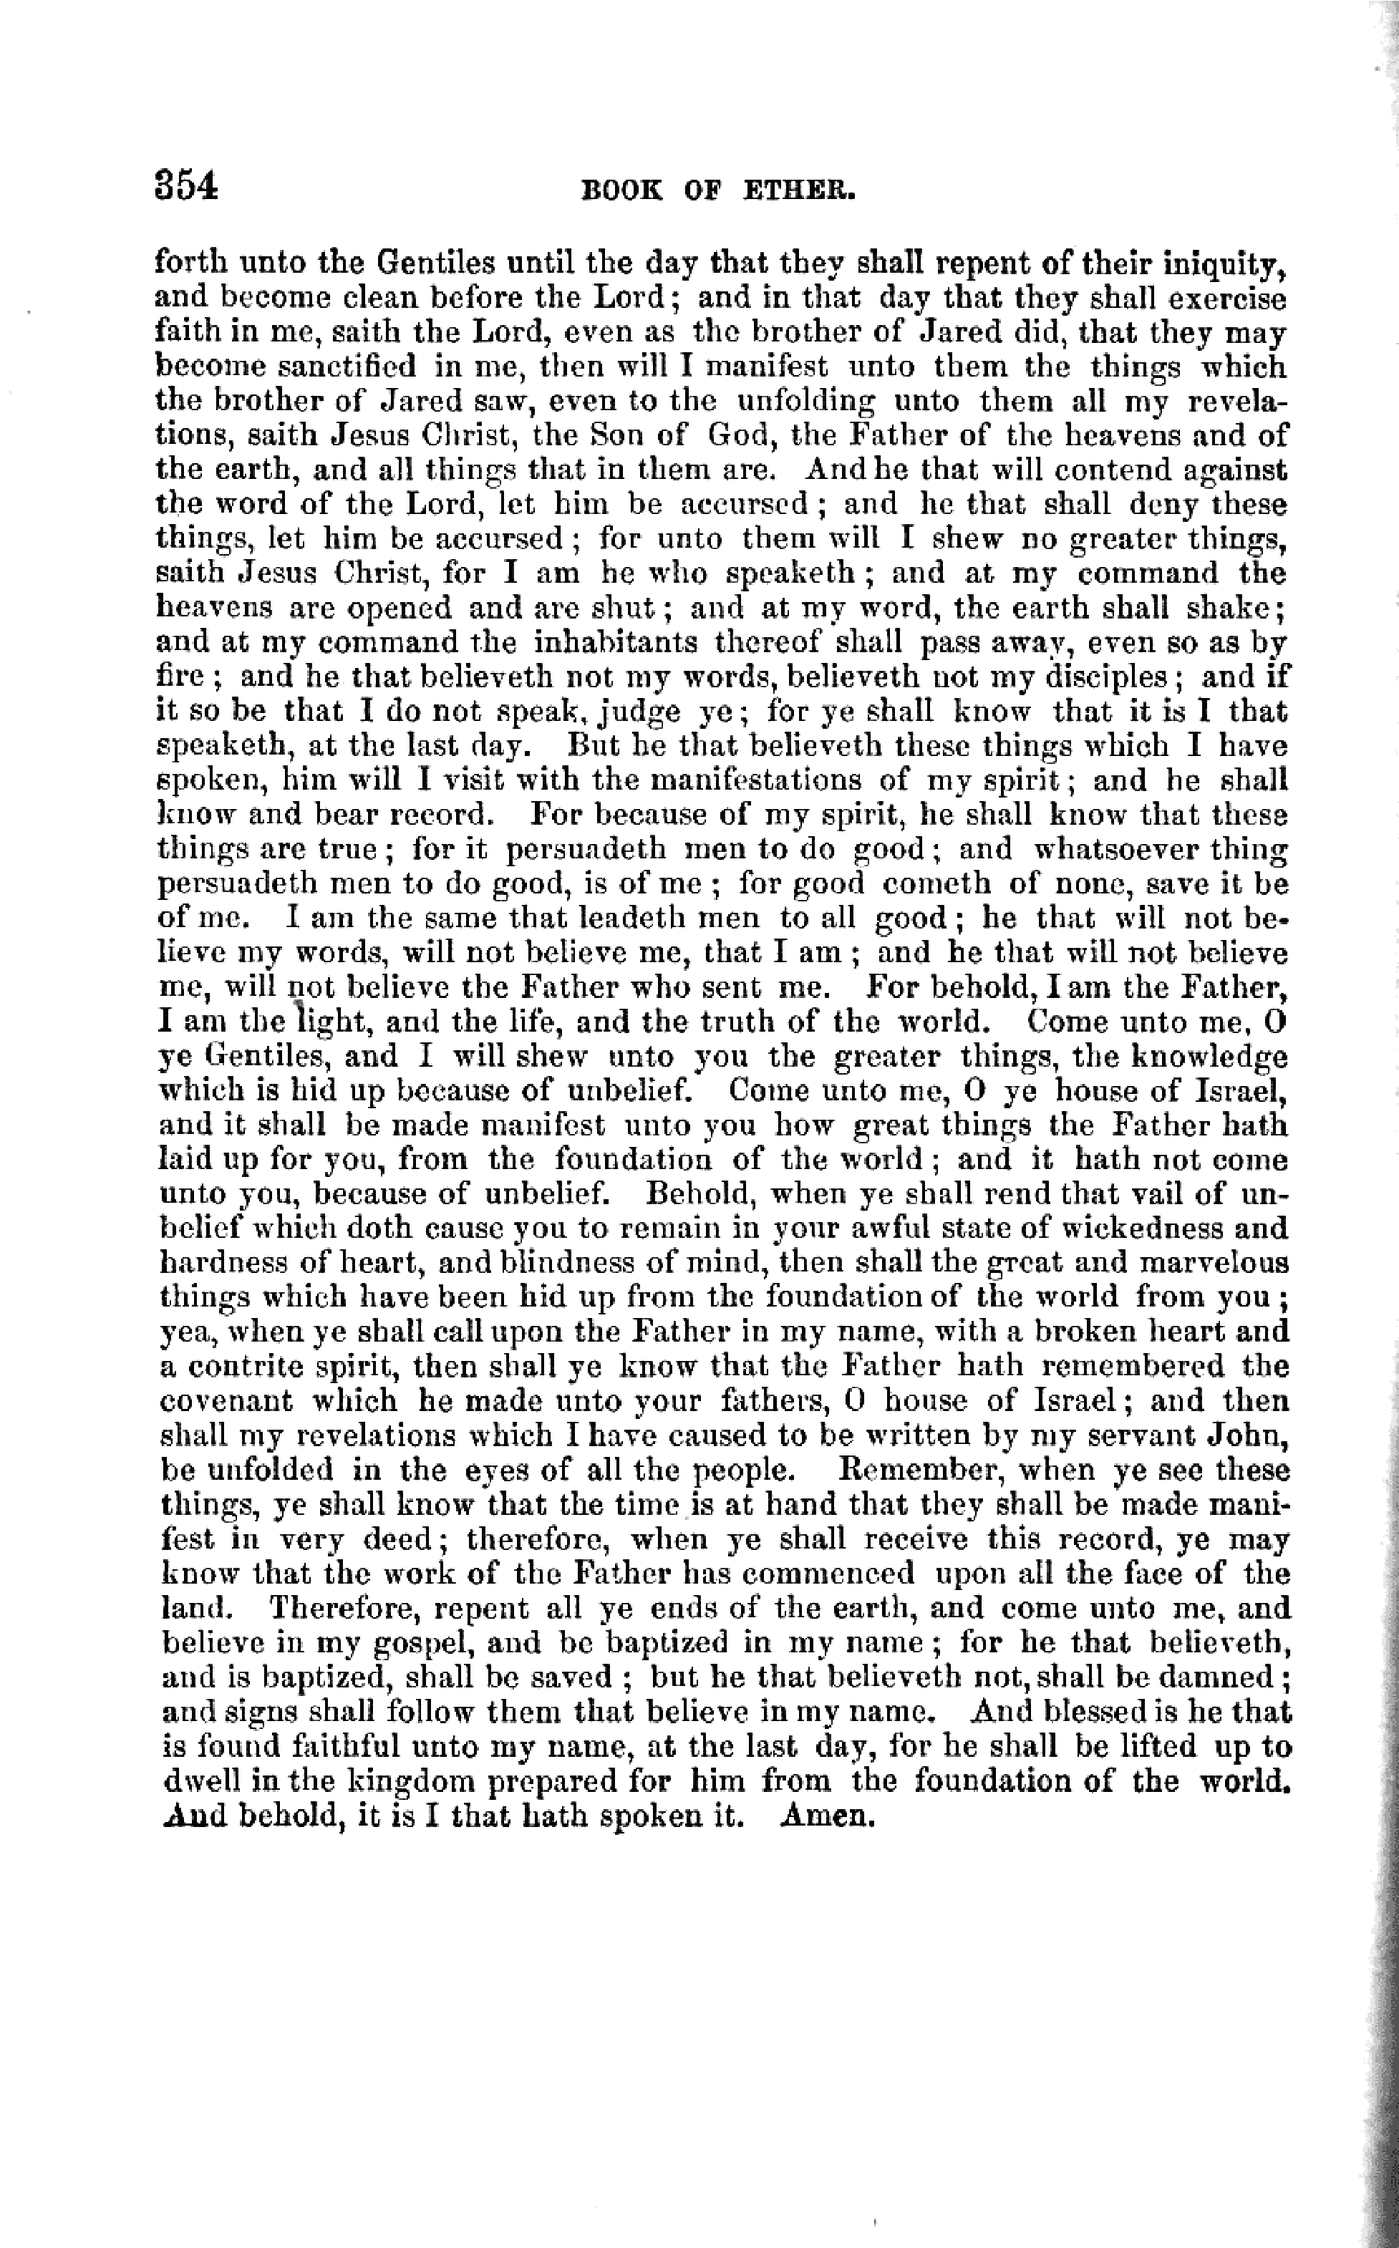 354 BOOK OF ETHER.
forth unto the Gentiles until the day that they shall repent of their iniquity,
and become clean before the Lord; and in that day that they shall exercise
faith in me, saith the Lord, even as the brother of Jared did, that they may
become sanctified in me, then will I manifest unto them the things which
the brother of Jared saw, even to the unfolding unto them all my revela-
tions, saith Jesus Christ, the Son of God, the Father of the heavens and of
the earth, and all things that in them are. And he that will contend against
the word of the Lord, let him be accursed; and he that shall deny these
things, let him be accursed; for unto them will I shew no greater things,
saith Jesus Christ, for I am he who speaketh; and at my command the
heavens are opened and are shut; and at my word, the earth shall shake;
and at my command the inhabitants thereof shall pass away, even so as by
fire; and he that believeth not my words, believeth not my disciples; and if
it so be that I do not speak, judge ye; for ye shall know that it is I that
speaketh, at the last day. But he that believeth these things which I have
spoken, him will I visit with the manifestations of my spirit; and he shall
know and bear record. For because of my spirit, he shall know that these
things are true; for it persuadeth men to do good; and whatsoever thing
persuadeth men to do good, is of me; for good cometh of none, save it be
of me. I am the same that leadeth men to all good; he that will not be-
lieve my words, will not believe me, that I am; and he that will not believe
me, will not believe the Father who sent me. For behold, I am the Father,
I am the light, and the life, and the truth of the world. Come unto me, O
ye Gentiles, and I will shew unto you the greater things, the knowledge
which is hid up because of unbelief. Come unto me, O ye house of Israel,
and it shall be made manifest unto you how great things the Father hath
laid up for you, from the foundation of the world; and it hath not come
unto you, because of unbelief. Behold, when ye shall rend that vail of un-
belief which doth cause you to remain in your awful state of wickedness and
hardness of heart, and blindness of mind, then shall the great and marvelous
things which have been hid up from the foundation of the world from you;
yea, when ye shall call upon the Father in my name, with a broken heart and
a contrite spirit, then shall ye know that the Father hath remembered the
covenant which he made unto your fathers, O house of Israel; and then
shall my revelations which I have caused to be written by my servant John,
be unfolded in the eyes of all the people. Remember, when ye see these
things, ye shall know that the time is at hand that they shall be made mani-
fest in very deed; therefore, when ye shall receive this record, ye may
know that the work of the Father has commenced upon all the face of the
land. Therefore, repent all ye ends of the earth, and come unto me, and
believe in my gospel, and be baptized in my name; for he that believeth,
and is baptized, shall be saved; but he that believeth not, shall be damned;
and signs shall follow them that believe in my name. And blessed is he that
is found faithful unto my name, at the last day, for he shall be lifted up to
dwell in the kingdom prepared for him from the foundation of the world.
And behold, it is I that hath spoken it. Amen.